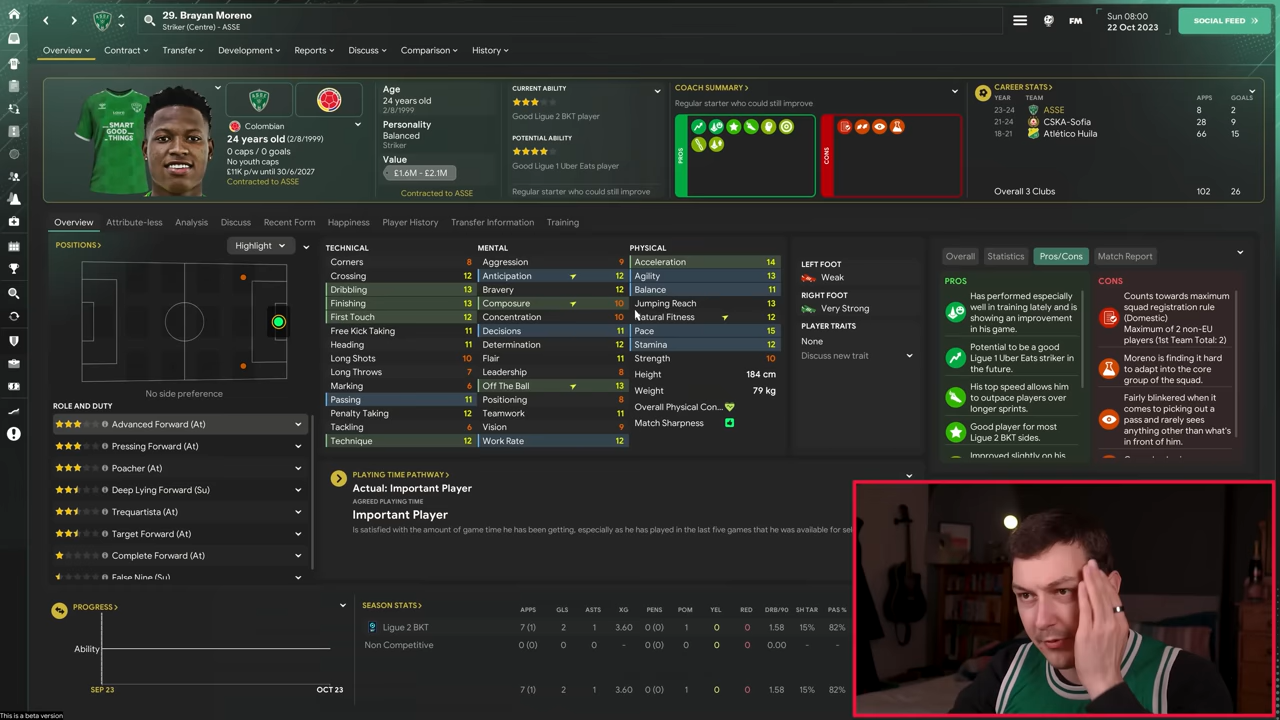 29. Brayan Moreno
Striker (Centre) - ASSE
FM
Sun 08:00
22 Oct 2023
SOCIAL FEED
Overview
Contract
Transfer
Development
Reports
Discuss
Comparison
History
SMART
GOOD
THINGS
Colombian
24 years old (2/8/1999)
0 caps / 0 goals
No youth caps
£11K p/w until 30/6/2027
Contracted to ASSE
Age
24 years old
2/8/1999
Personality
Balanced
Striker
Value
£1.6M - £2.1M
Contracted to ASSE
CURRENT ABILITY
Good Ligue 2 BKT player
POTENTIAL ABILITY
Good Ligue 1 Uber Eats player
Regular starter who could still improve
COACH SUMMARY >
Regular starter who could still improve
PROS
CONS
CAREER STATS >
YEAR TEAM APPS GOALS
23-24 ASSE 8 2
21-24 CSKA-Sofia 28 9
18-21 Atlético Huila 66 15
Overall 3 Clubs 102 26
Overview
Attribute-less
Analysis
Discuss
Recent Form
Happiness
Player History
Transfer Information
Training
POSITIONS >
Highlight
No side preference
ROLE AND DUTY
Advanced Forward (At)
Pressing Forward (At)
Poacher (At)
Deep Lying Forward (Su)
Trequartista (At)
Target Forward (At)
Complete Forward (At)
False Nine (Su)
TECHNICAL
Corners 8
Crossing 12
Dribbling 13
Finishing 13
First Touch 12
Free Kick Taking 11
Heading 11
Long Shots 10
Long Throws 7
Marking 6
Passing 11
Penalty Taking 12
Tackling 6
Technique 12
MENTAL
Aggression 9
Anticipation 12
Bravery 12
Composure 10
Concentration 10
Decisions 11
Determination 12
Flair 11
Leadership 8
Off The Ball 13
Positioning 8
Teamwork 11
Vision 9
Work Rate 12
PHYSICAL
Acceleration 14
Agility 13
Balance 11
Jumping Reach 13
Natural Fitness 12
Pace 15
Stamina 12
Strength 10
Height 184 cm
Weight 79 kg
Overall Physical Con...
Match Sharpness
LEFT FOOT
Weak
RIGHT FOOT
Very Strong
PLAYER TRAITS
None
Discuss new trait
Overall
Statistics
Pros/Cons
Match Report
PROS
Has performed especially
well in training lately and is
showing an improvement
in his game.
Potential to be a good
Ligue 1 Uber Eats striker in
the future.
His top speed allows him
to outpace players over
longer sprints.
Good player for most
Ligue 2 BKT sides.
Improved slightly on his
CONS
Counts towards maximum
squad registration rule
(Domestic)
Maximum of 2 non-EU
players (1st Team Total: 2)
Moreno is finding it hard
to adapt into the core
group of the squad.
Fairly blinkered when it
comes to picking out a
pass and rarely sees
anything other than what's
in front of him.
PLAYING TIME PATHWAY >
Actual: Important Player
AGREED PLAYING TIME
Important Player
Is satisfied with the amount of game time he has been getting, especially as he has played in the last five games that he was available for
PROGRESS >
Ability
SEP 23
OCT 23
SEASON STATS >
APPS GLS ASTS XG PENS POM YEL RED DRB/90 SH TAR PAS %
Ligue 2 BKT 7 (1) 2 1 3.60 0 (0) 1 0 0 1.58 15% 82%
Non Competitive 0 (0) 0 0 - 0 (0) 0 0 0 0.00 - -
7 (1) 2 1 3.60 0 (0) 1 0 0 1.58 15% 82%
This is a beta version